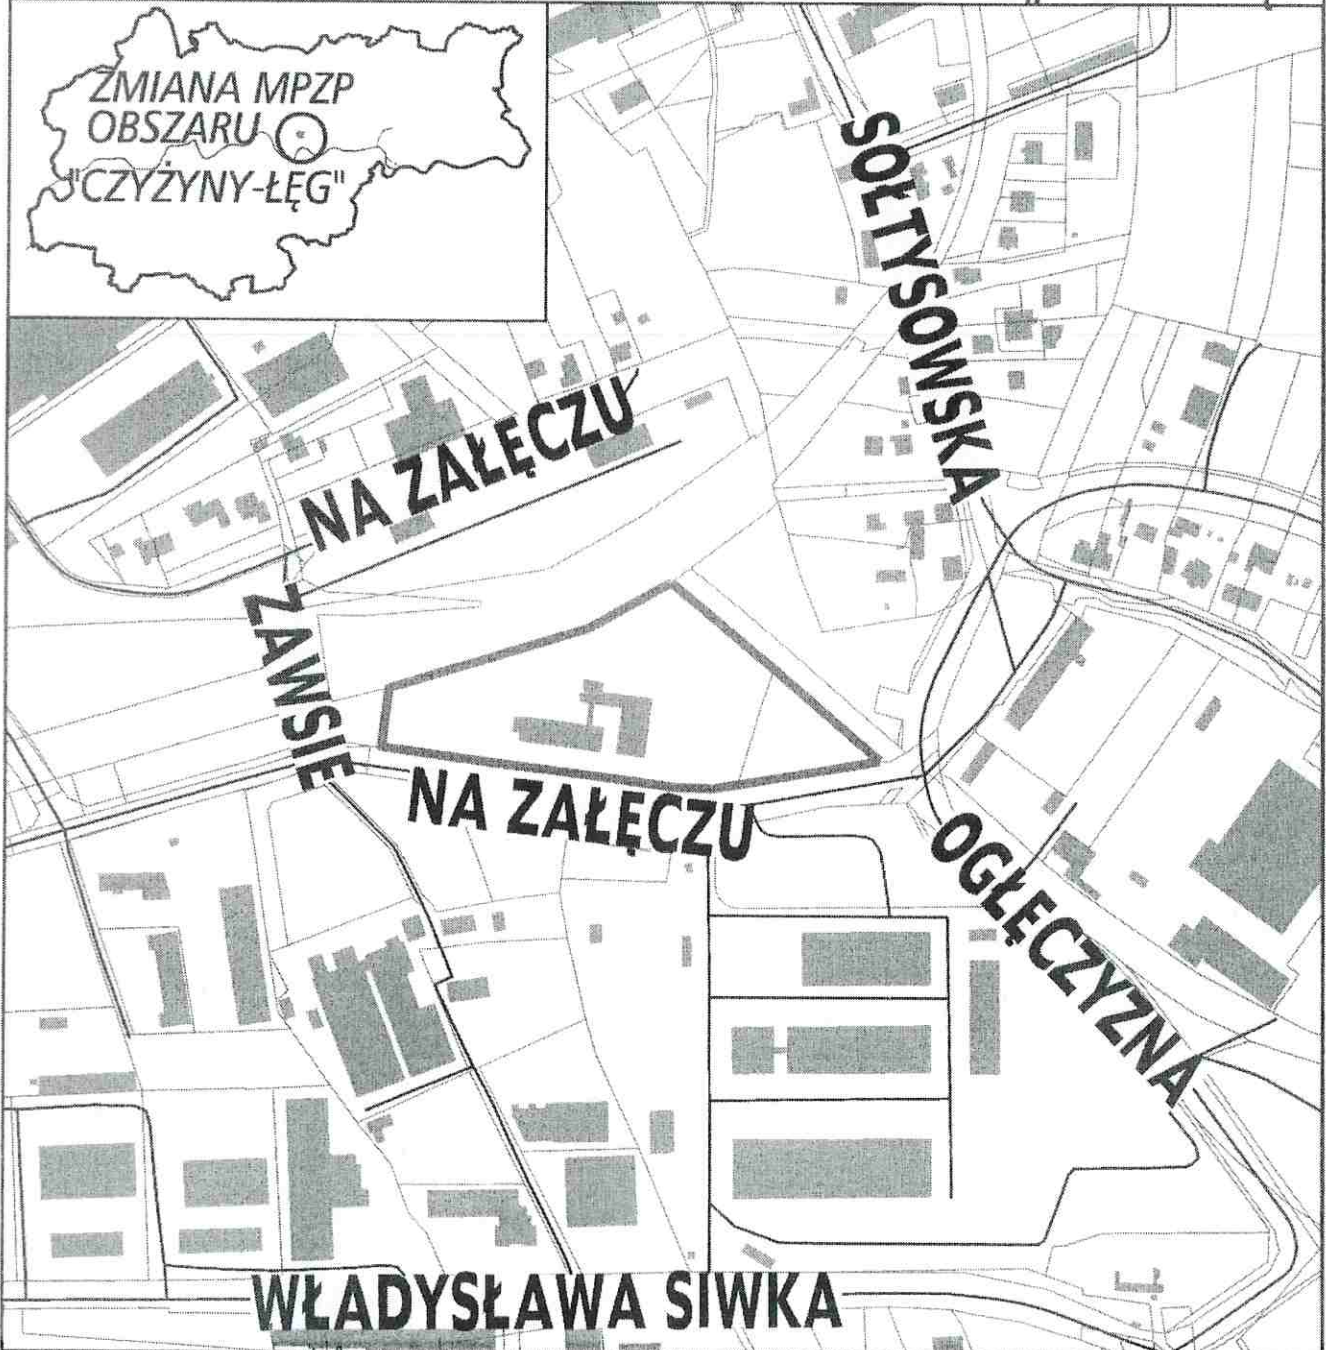 ZMIANA MPZP
OBSZARU
"CZYŻYNY-ŁĘG"
SOŁTYSOWSKA
NA ZAŁĘCZU
ZAWSIE
NA ZAŁĘCZU
OGŁĘCZYZNA
WŁADYSŁAWA SIWKA